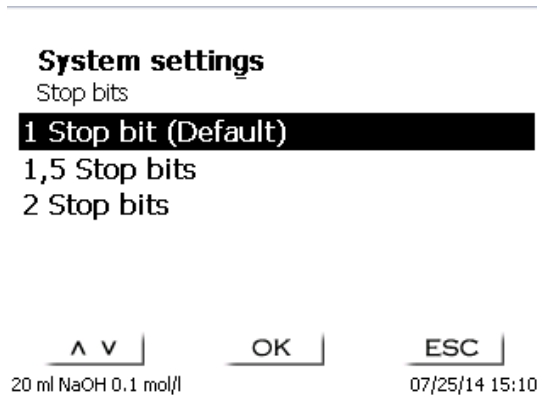 System settings
Stop bits
1 Stop bit (Default)
1,5 Stop bits
2 Stop bits
∧ ∨ OK ESC
20 ml NaOH 0.1 mol/l 07/25/14 15:10